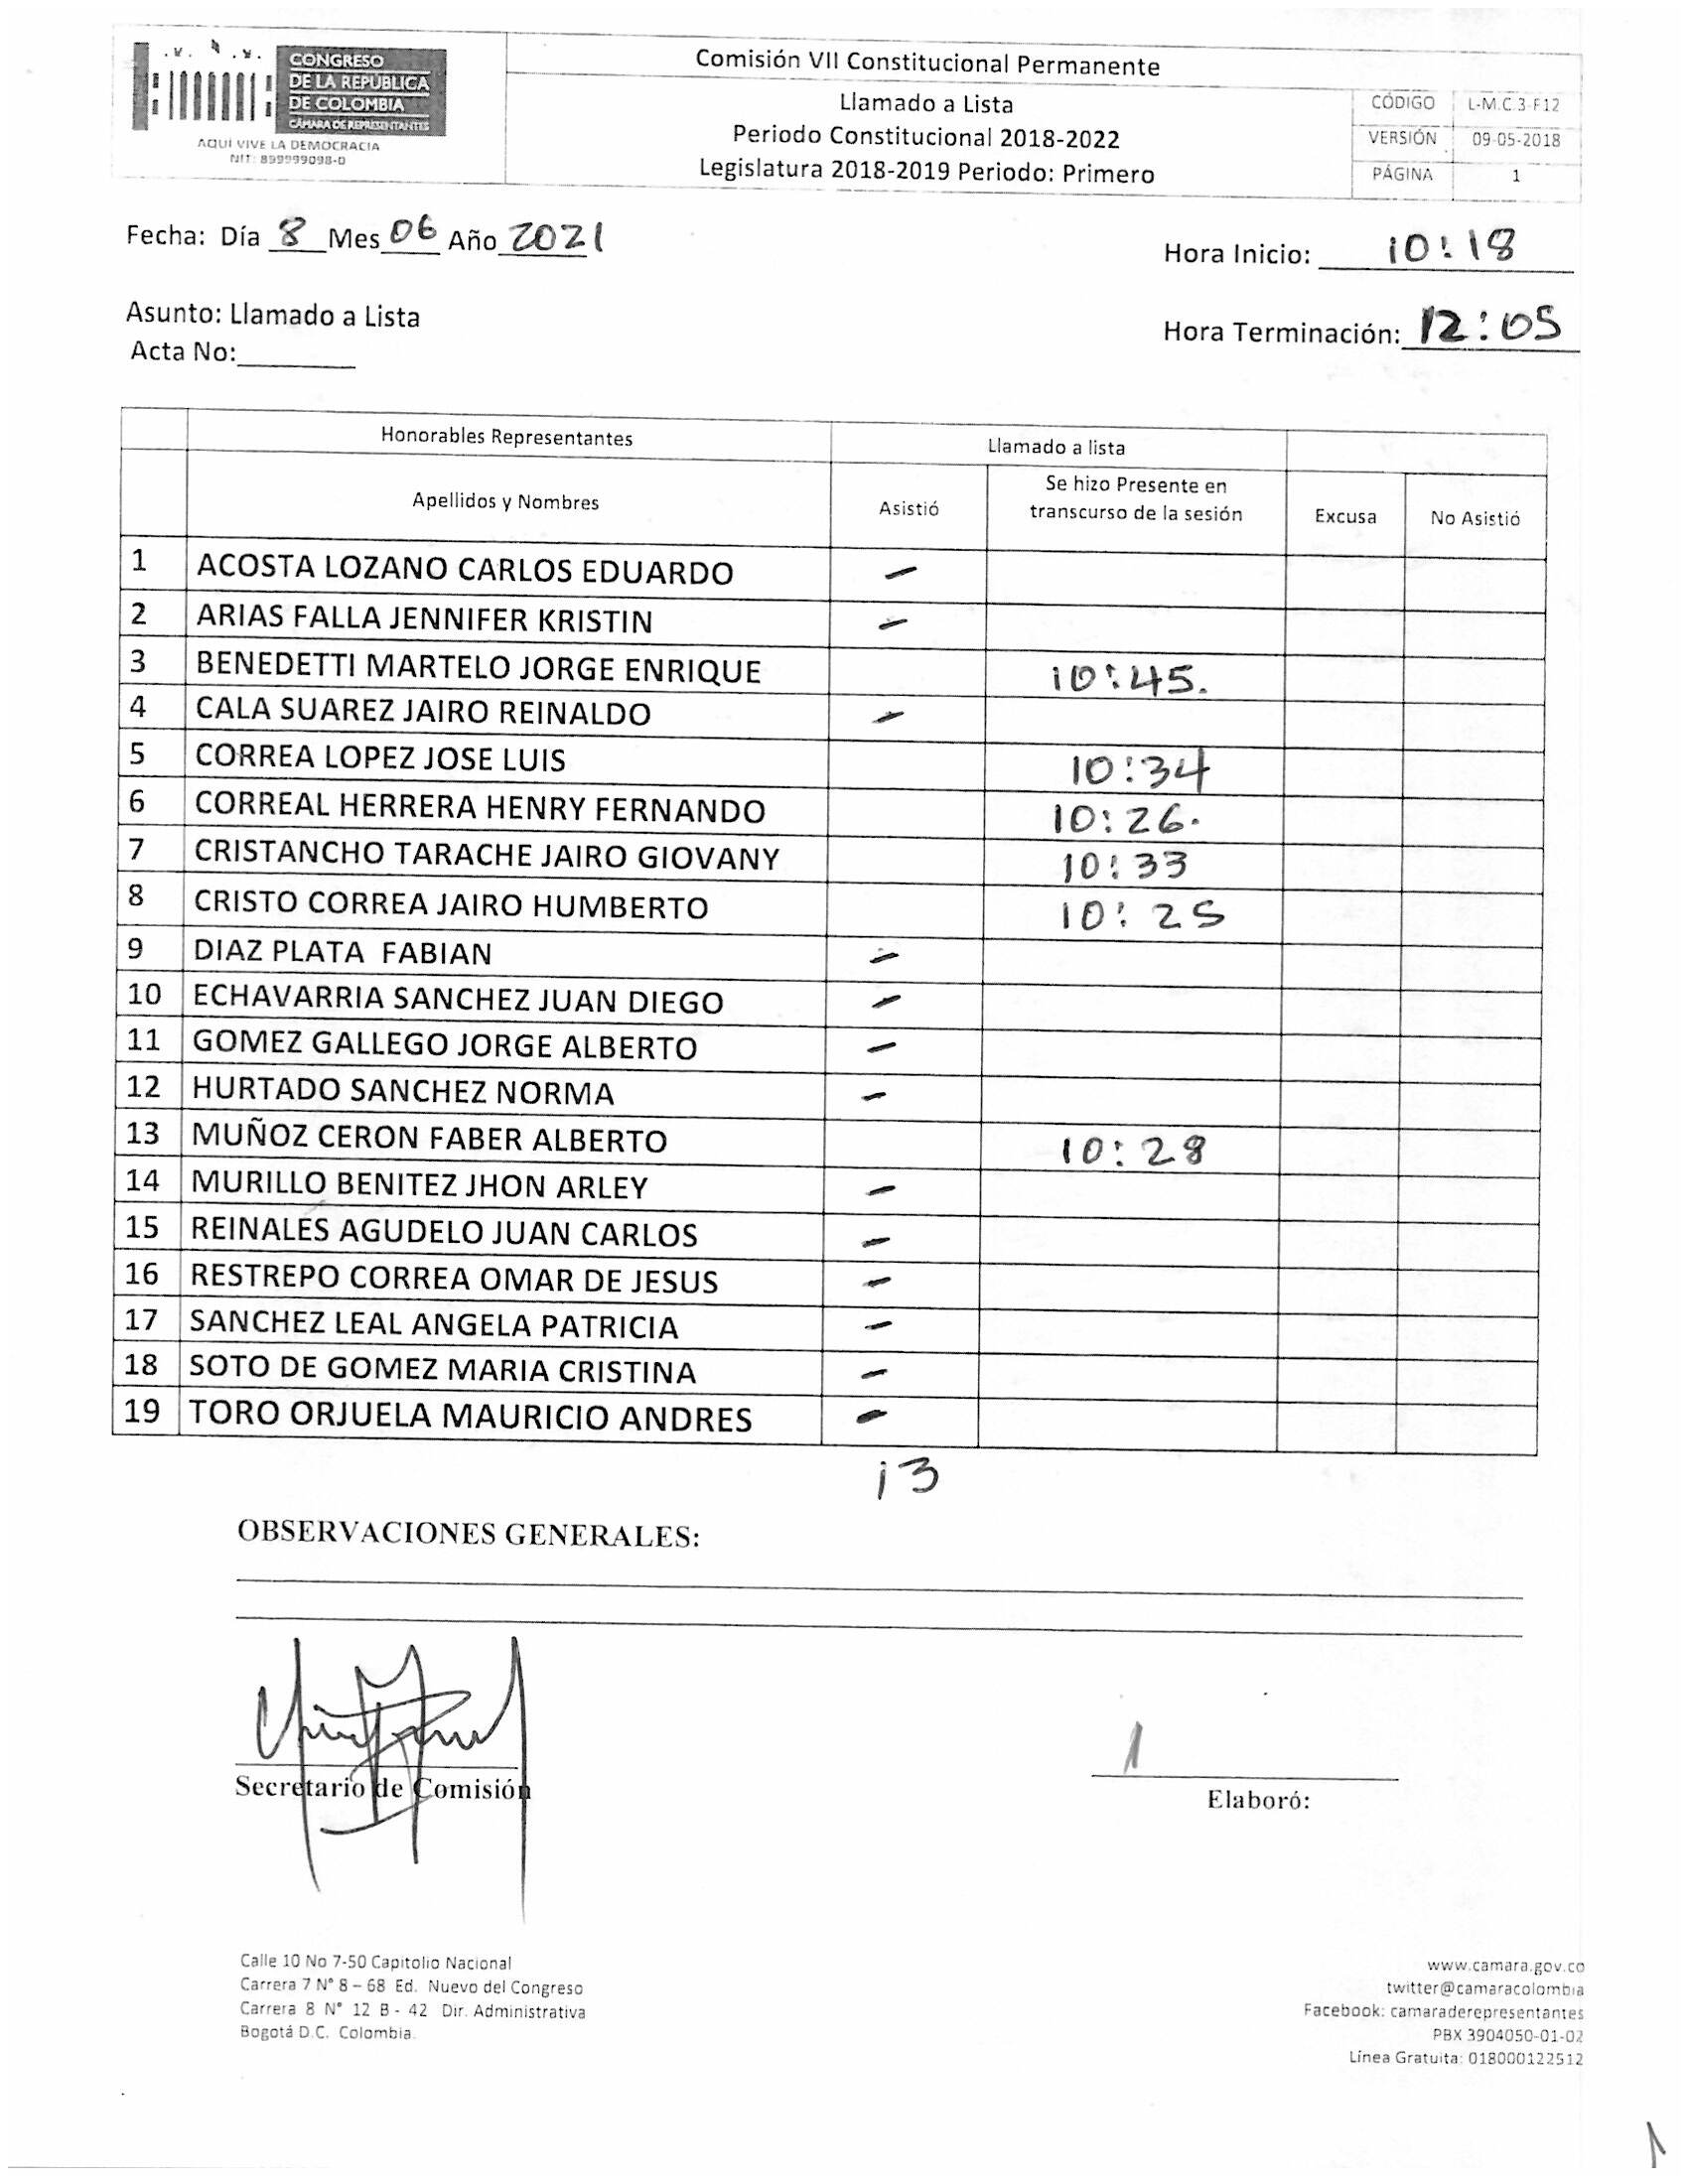 CONGRESO
DE LA REPÚBLICA
DE COLOMBIA
CÁMARA DE REPRESENTANTES
AQUÍ VIVE LA DEMOCRACIA
NIT: 899999098-0
Comisión VII Constitucional Permanente
Llamado a Lista
Periodo Constitucional 2018-2022
Legislatura 2018-2019 Periodo: Primero
CÓDIGO L-M.C.3-F12
VERSIÓN 09-05-2018
PÁGINA 1
Fecha: Día 8 Mes 06 Año 2021
Hora Inicio: 10:18
Asunto: Llamado a Lista
Hora Terminación: 12:05
Acta No:
Honorables Representantes Llamado a lista
Apellidos y Nombres Asistió Se hizo Presente en transcurso de la sesión Excusa No Asistió
1 ACOSTA LOZANO CARLOS EDUARDO –
2 ARIAS FALLA JENNIFER KRISTIN –
3 BENEDETTI MARTELO JORGE ENRIQUE 10:45.
4 CALA SUAREZ JAIRO REINALDO –
5 CORREA LOPEZ JOSE LUIS 10:34
6 CORREAL HERRERA HENRY FERNANDO 10:26.
7 CRISTANCHO TARACHE JAIRO GIOVANY 10:33
8 CRISTO CORREA JAIRO HUMBERTO 10:25
9 DIAZ PLATA FABIAN –
10 ECHAVARRIA SANCHEZ JUAN DIEGO –
11 GOMEZ GALLEGO JORGE ALBERTO –
12 HURTADO SANCHEZ NORMA –
13 MUÑOZ CERON FABER ALBERTO 10:28
14 MURILLO BENITEZ JHON ARLEY –
15 REINALES AGUDELO JUAN CARLOS –
16 RESTREPO CORREA OMAR DE JESUS –
17 SANCHEZ LEAL ANGELA PATRICIA –
18 SOTO DE GOMEZ MARIA CRISTINA –
19 TORO ORJUELA MAURICIO ANDRES –
13
OBSERVACIONES GENERALES:
Secretario de Comisión
Elaboró:
Calle 10 No 7-50 Capitolio Nacional
Carrera 7 N° 8 – 68 Ed. Nuevo del Congreso
Carrera 8 N° 12 B - 42 Dir. Administrativa
Bogotá D.C. Colombia.
www.camara.gov.co
twitter@camaracolombia
Facebook: camaraderepresentantes
PBX 3904050-01-02
Línea Gratuita: 018000122512